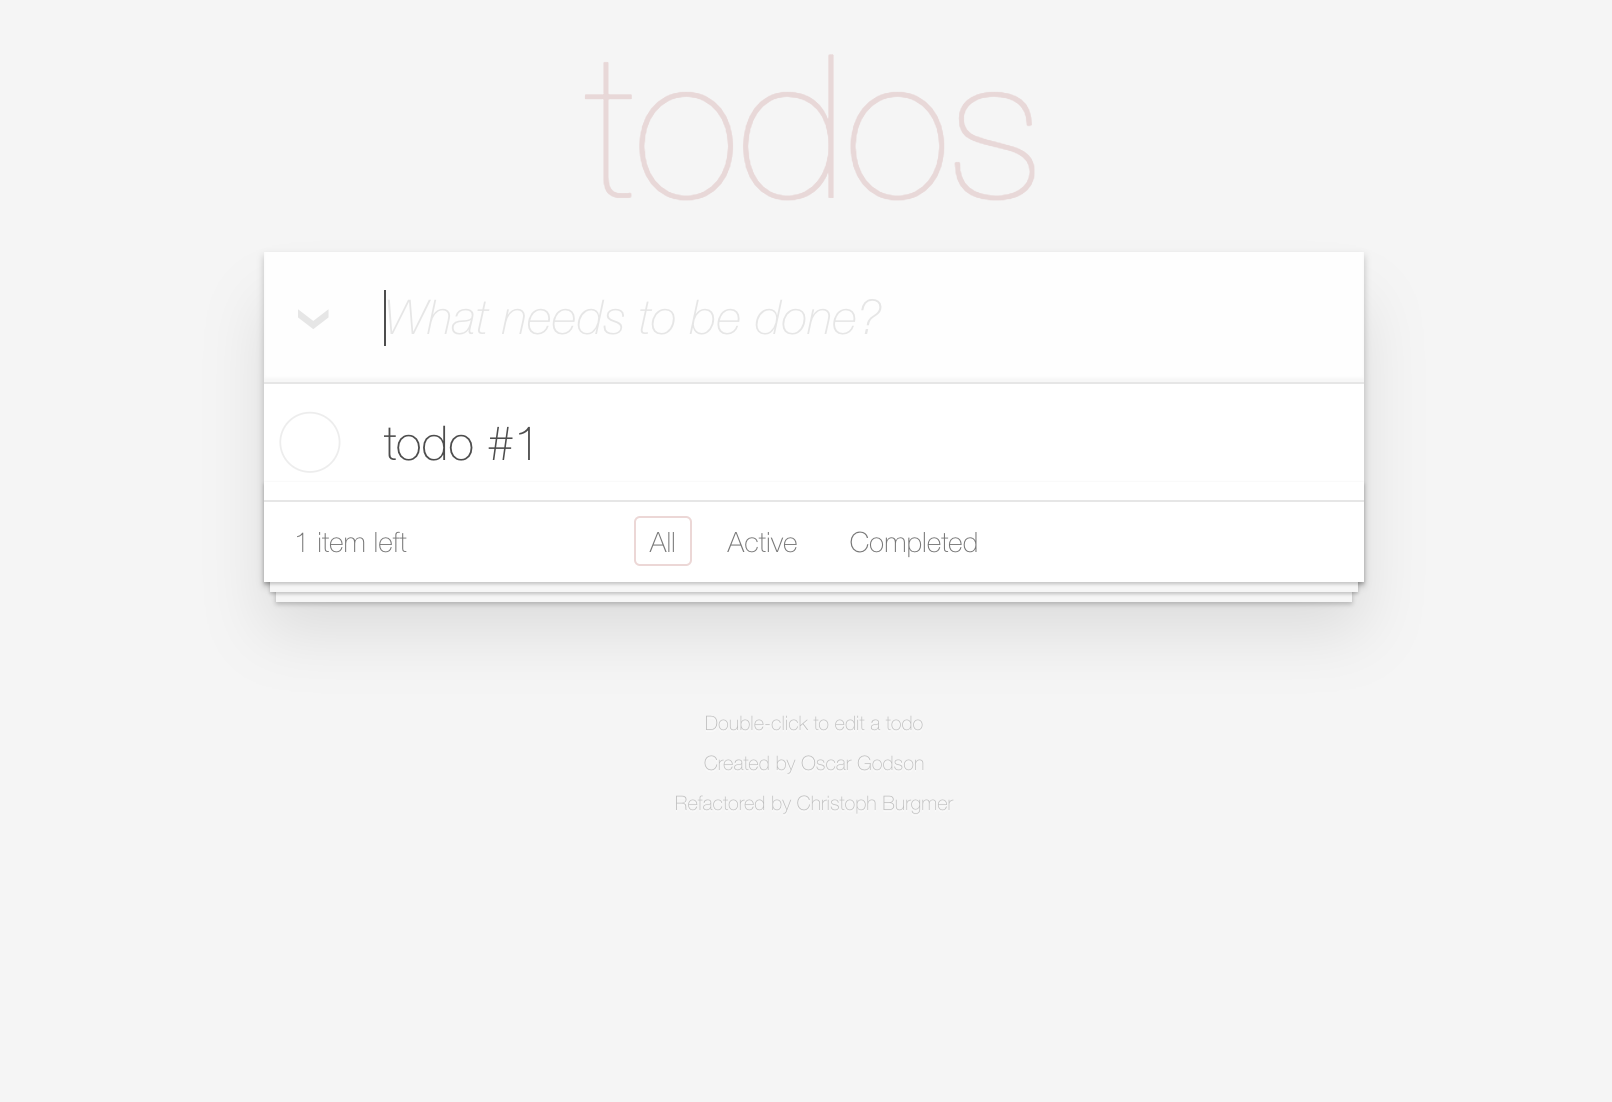 todos
What needs to be done?
todo #1
1 item left All Active Completed
Double-click to edit a todo
Created by Oscar Godson
Refactored by Christoph Burgmer